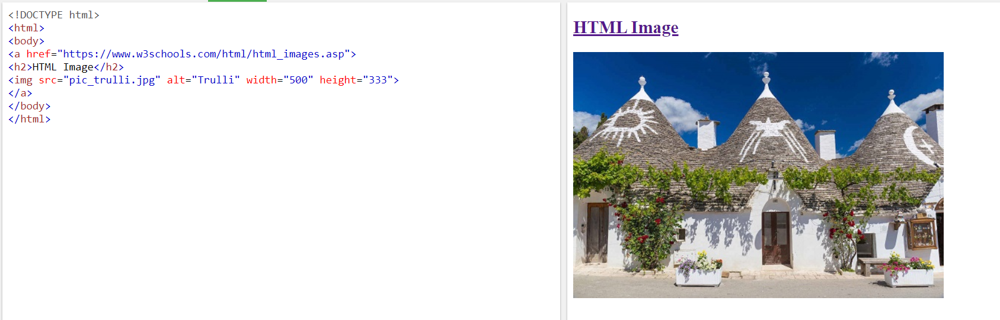 <!DOCTYPE html>
<html>
<body>
<a href="https://www.w3schools.com/html/html_images.asp">
<h2>HTML Image</h2>
<img src="pic_trulli.jpg" alt="Trulli" width="500" height="333">
</a>
</body>
</html>
HTML Image